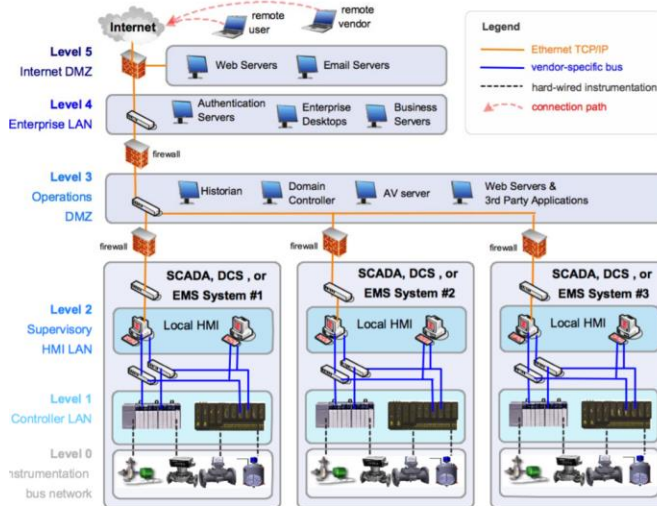 remote
vendor
Internet
remote
user
Legend
Ethernet TCP/IP
vendor-specific bus
hard-wired instrumentation
connection path
Level 5
Internet DMZ
Web Servers
Email Servers
Level 4
Enterprise LAN
Authentication
Servers
Enterprise
Desktops
Business
Servers
firewall
Level 3
Operations
DMZ
Historian
Domain
Controller
AV server
Web Servers &
3rd Party Applications
firewall
firewall
firewall
SCADA, DCS , or
EMS System #1
SCADA, DCS , or
EMS System #2
SCADA, DCS , or
EMS System #3
Level 2
Supervisory
HMI LAN
Local HMI
Local HMI
Local HMI
Level 1
Controller LAN
Level 0
nstrumentation
bus network